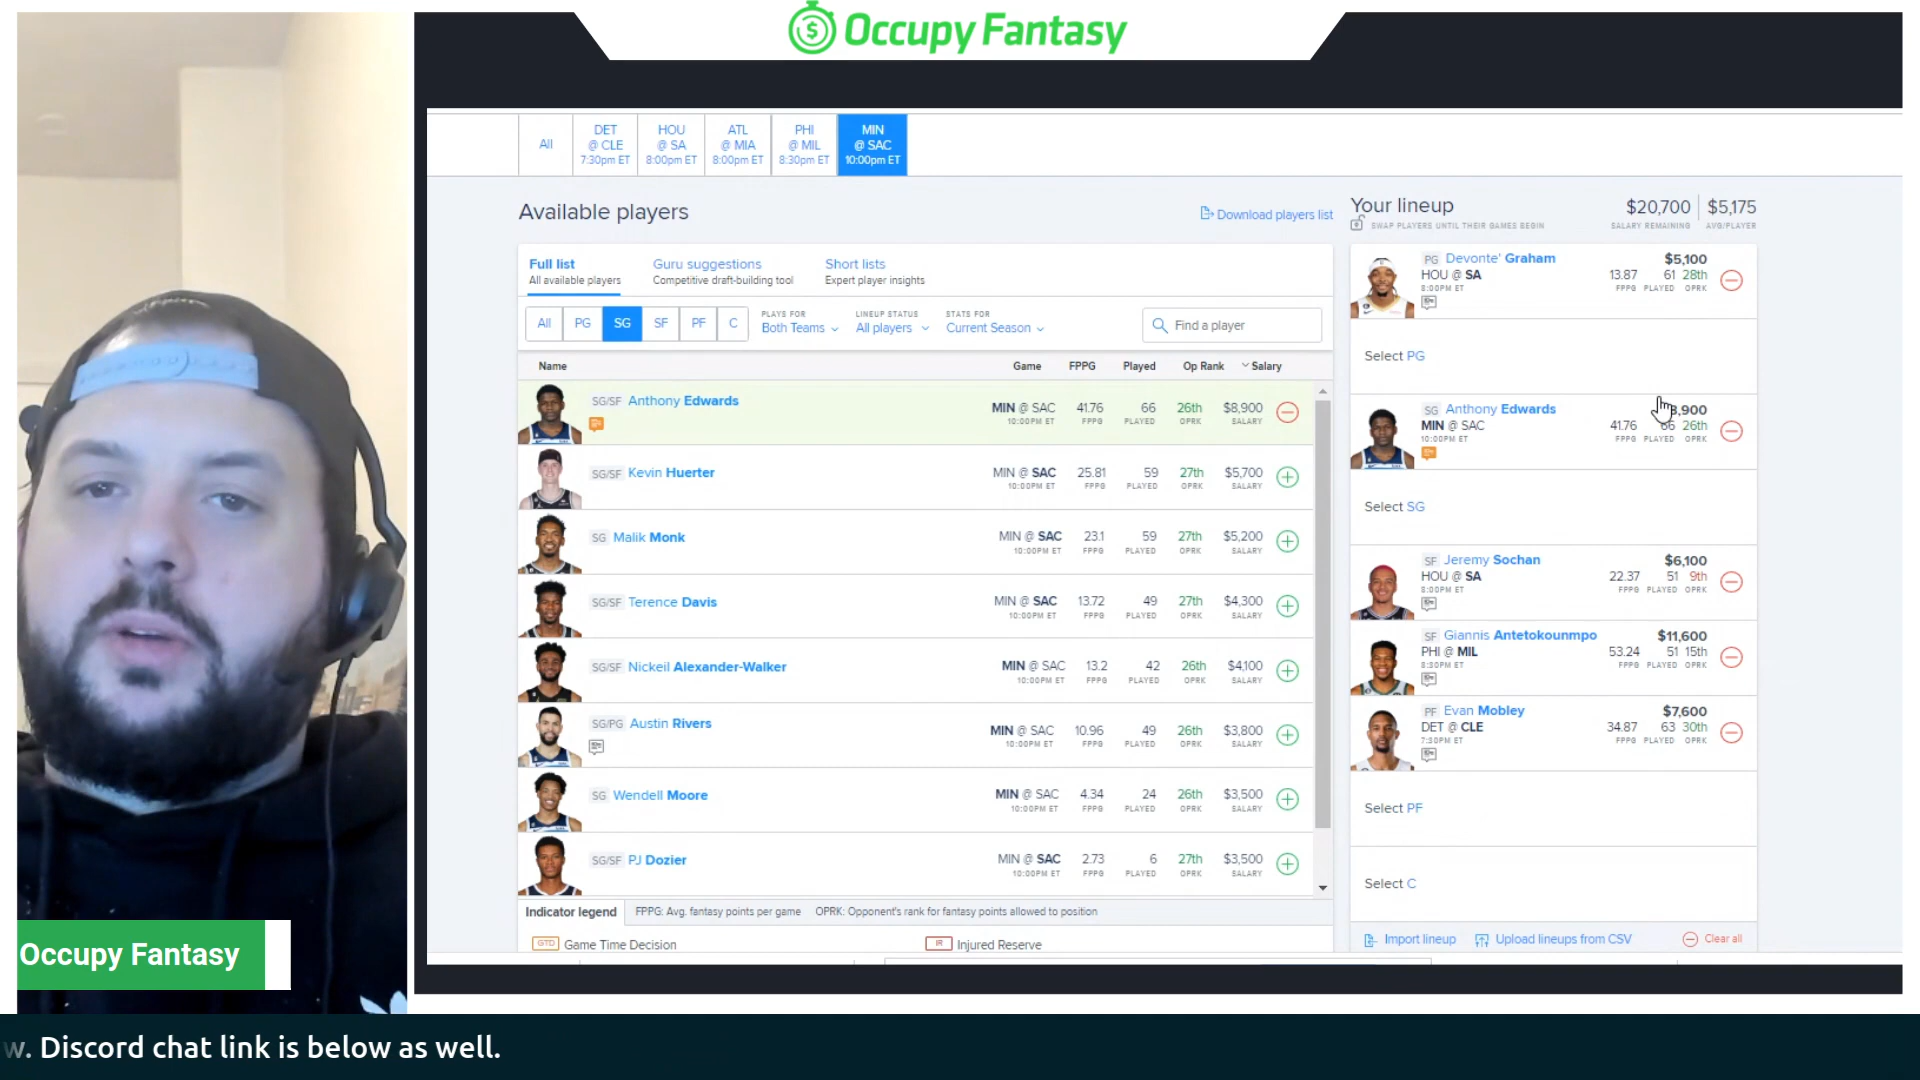 Occupy Fantasy
All
DET @ CLE 7:30pm ET
HOU @ SA 8:00pm ET
ATL @ MIA 8:00pm ET
PHI @ MIL 8:30pm ET
MIN @ SAC 10:00pm ET
Available players
Download players list
Full list
All available players
Guru suggestions
Competitive draft-building tool
Short lists
Expert player insights
All PG SG SF PF C
PLAYS FOR
Both Teams
LINEUP STATUS
All players
STATS FOR
Current Season
Find a player
Name Game FPPG Played Op Rank Salary
SG/SF Anthony Edwards MIN @ SAC 41.76 66 26th $8,900
10:00PM ET FPPG PLAYED OPRK SALARY
SG/SF Kevin Huerter MIN @ SAC 25.81 59 27th $5,700
10:00PM ET FPPG PLAYED OPRK SALARY
SG Malik Monk MIN @ SAC 23.1 59 27th $5,200
10:00PM ET FPPG PLAYED OPRK SALARY
SG/SF Terence Davis MIN @ SAC 13.72 49 27th $4,300
10:00PM ET FPPG PLAYED OPRK SALARY
SG/SF Nickeil Alexander-Walker MIN @ SAC 13.2 42 26th $4,100
10:00PM ET FPPG PLAYED OPRK SALARY
SG/PG Austin Rivers MIN @ SAC 10.96 49 26th $3,800
10:00PM ET FPPG PLAYED OPRK SALARY
SG Wendell Moore MIN @ SAC 4.34 24 26th $3,500
10:00PM ET FPPG PLAYED OPRK SALARY
SG/SF PJ Dozier MIN @ SAC 2.73 6 27th $3,500
10:00PM ET FPPG PLAYED OPRK SALARY
Indicator legend FPPG: Avg. fantasy points per game OPRK: Opponent's rank for fantasy points allowed to position
GTD Game Time Decision IR Injured Reserve
Your lineup $20,700 $5,175
SWAP PLAYERS UNTIL THEIR GAMES BEGIN SALARY REMAINING AVG/PLAYER
PG Devonte' Graham $5,100
HOU @ SA 13.87 61 28th
8:00PM ET FPPG PLAYED OPRK
Select PG
SG Anthony Edwards ,900
MIN @ SAC 41.76 26th
10:00PM ET FPPG PLAYED OPRK
Select SG
SF Jeremy Sochan $6,100
HOU @ SA 22.37 51 9th
8:00PM ET FPPG PLAYED OPRK
SF Giannis Antetokounmpo $11,600
PHI @ MIL 53.24 51 15th
8:30PM ET FPPG PLAYED OPRK
PF Evan Mobley $7,600
DET @ CLE 34.87 63 30th
7:30PM ET FPPG PLAYED OPRK
Select PF
Select C
Import lineup Upload lineups from CSV Clear all
Occupy Fantasy
w. Discord chat link is below as well.